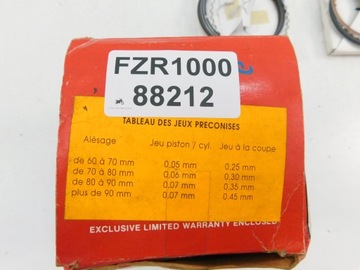 FZR1000
88212
TABLEAU DES JEUX PRECONISES
Alésage Jeu piston / cyl. Jeu à la coupe
de 60 à 70 mm 0,05 mm 0,25 mm
de 70 à 80 mm 0,06 mm 0,30 mm
de 80 à 90 mm 0,07 mm 0,35 mm
plus de 90 mm 0,07 mm 0,45 mm
EXCLUSIVE LIMITED WARRANTY ENCLOSED